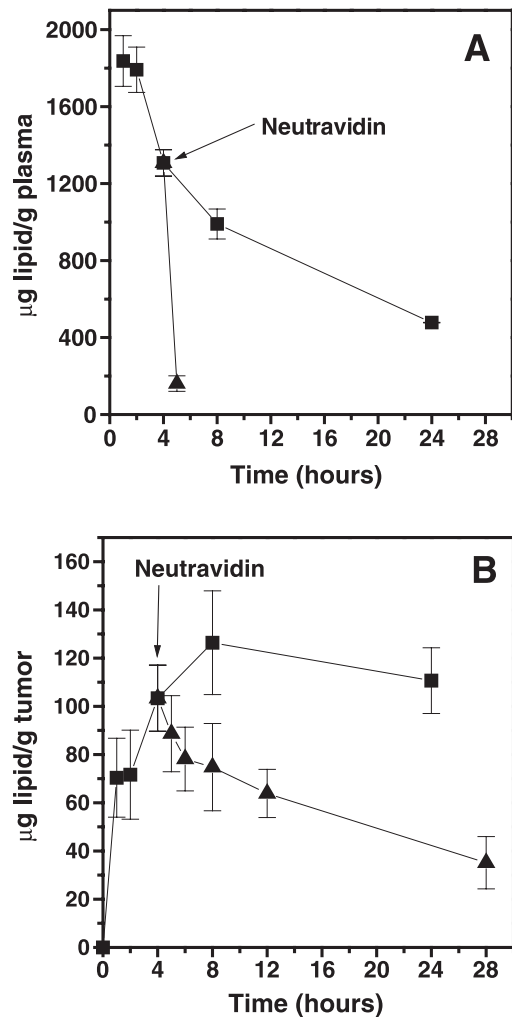 A
2000
1600
1200
800
400
0
μg lipid/g plasma
Neutravidin
0 4 8 12 16 20 24 28
Time (hours)
B
160
140
120
100
80
60
40
20
0
μg lipid/g tumor
Neutravidin
0 4 8 12 16 20 24 28
Time (hours)